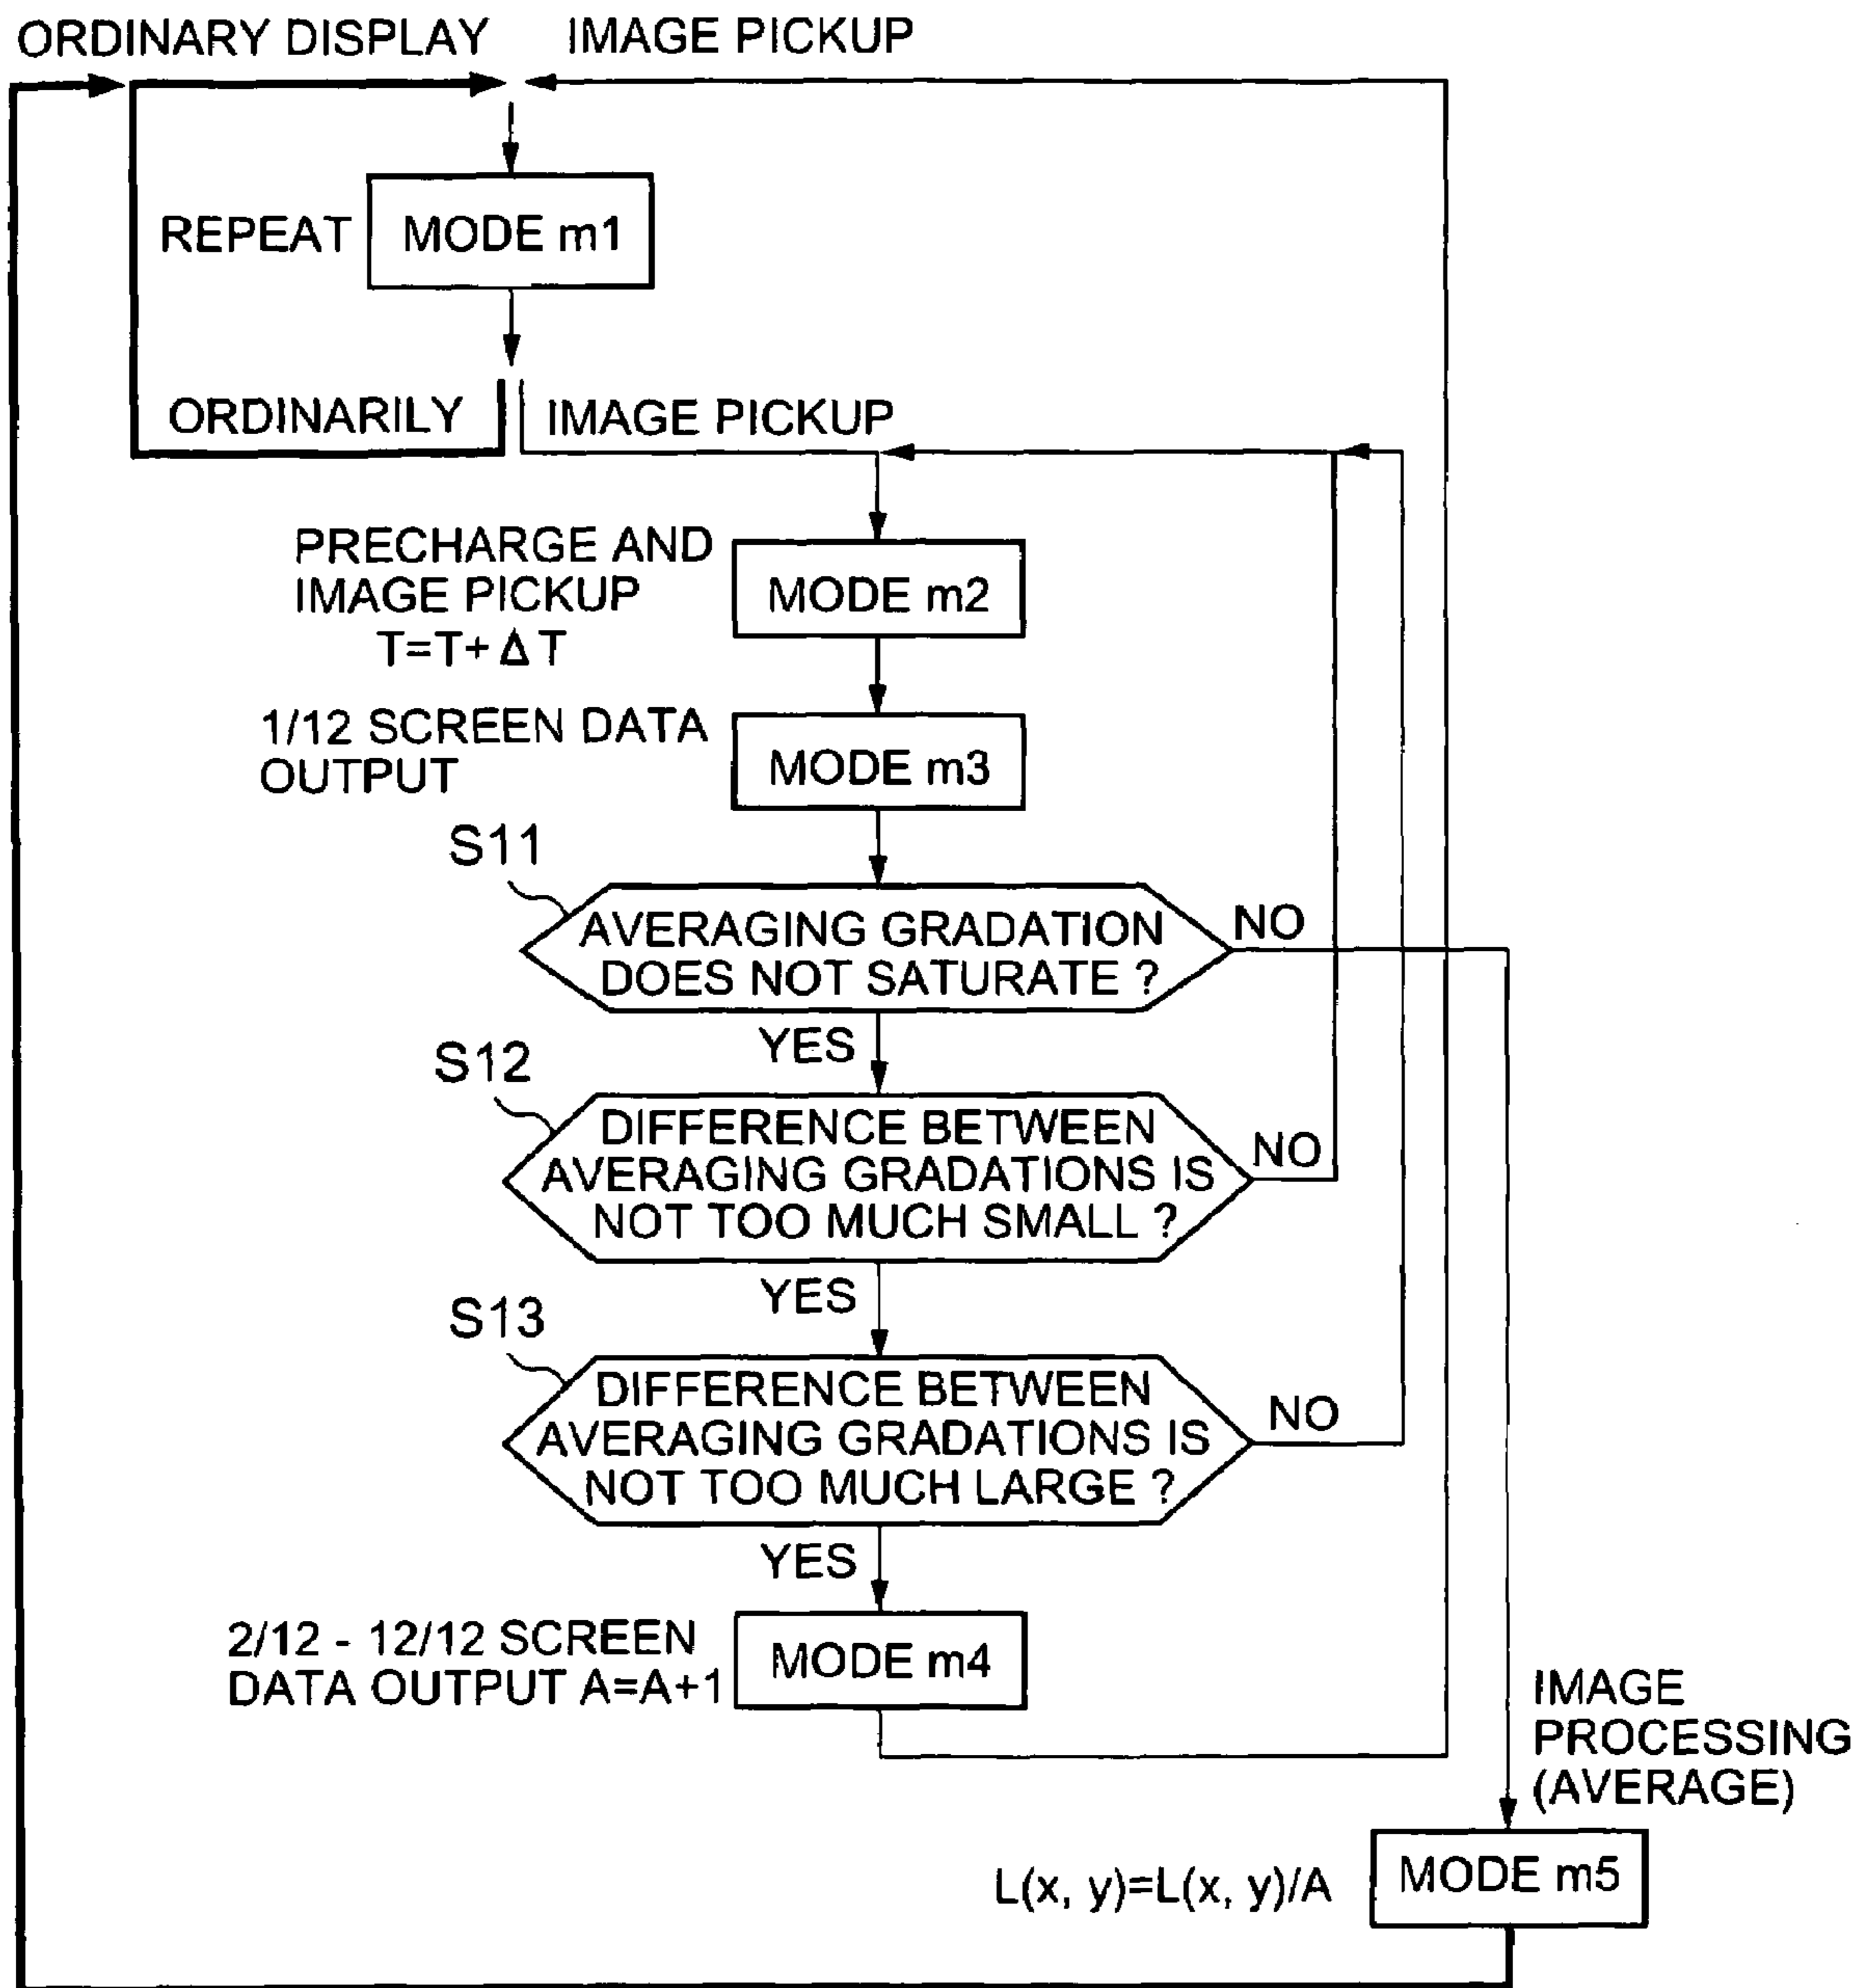 ORDINARY DISPLAY
IMAGE PICKUP
REPEAT
MODE m1
ORDINARILY
IMAGE PICKUP
PRECHARGE AND
IMAGE PICKUP
T=T+ΔT
MODE m2
1/12 SCREEN DATA
OUTPUT
MODE m3
S11
AVERAGING GRADATION
DOES NOT SATURATE ?
NO
YES
S12
DIFFERENCE BETWEEN
AVERAGING GRADATIONS IS
NOT TOO MUCH SMALL ?
NO
YES
S13
DIFFERENCE BETWEEN
AVERAGING GRADATIONS IS
NOT TOO MUCH LARGE ?
NO
YES
2/12 - 12/12 SCREEN
DATA OUTPUT A=A+1
MODE m4
IMAGE
PROCESSING
(AVERAGE)
L(x, y)=L(x, y)/A
MODE m5